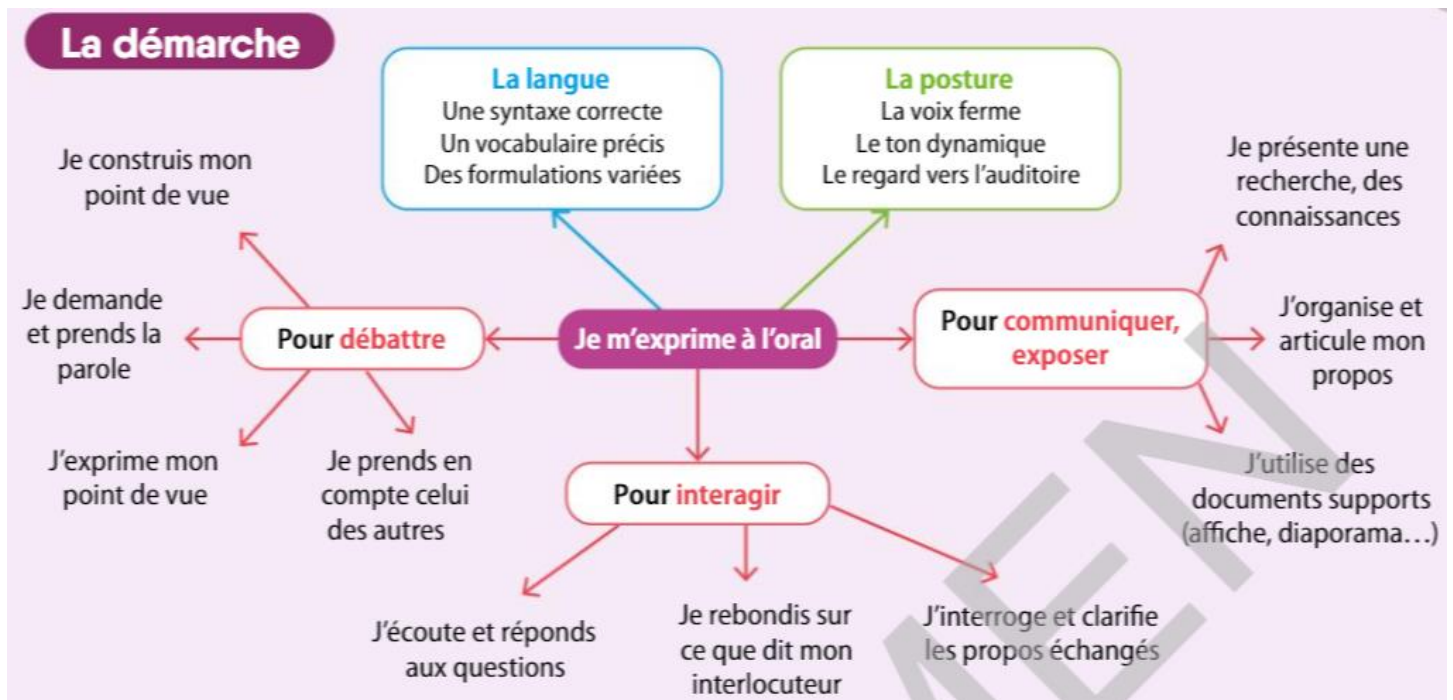 La démarche
La langue
Une syntaxe correcte
Un vocabulaire précis
Des formulations variées
La posture
La voix ferme
Le ton dynamique
Le regard vers l'auditoire
Je construis mon
point de vue
Je présente une
recherche, des
connaissances
Je demande
et prends la
parole
Pour débattre
Je m'exprime à l'oral
Pour communiquer,
exposer
J'organise et
articule mon
propos
J'exprime mon
point de vue
Je prends en
compte celui
des autres
Pour interagir
J'utilise des
documents supports
(affiche, diaporama…)
J'écoute et réponds
aux questions
Je rebondis sur
ce que dit mon
interlocuteur
J'interroge et clarifie
les propos échangés